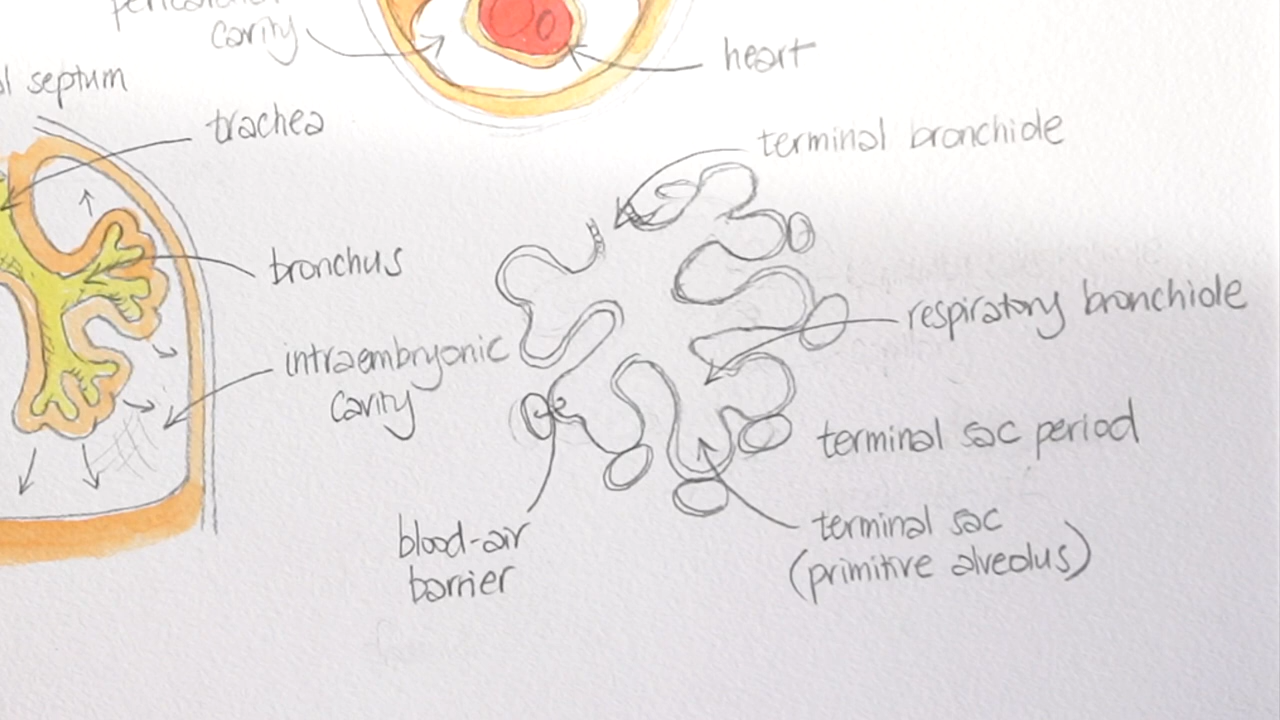 cavity
heart
septum
trachea
terminal bronchiole
bronchus
respiratory bronchiole
intraembryonic
cavity
terminal sac period
blood-air
barrier
terminal sac
(primitive alveolus)